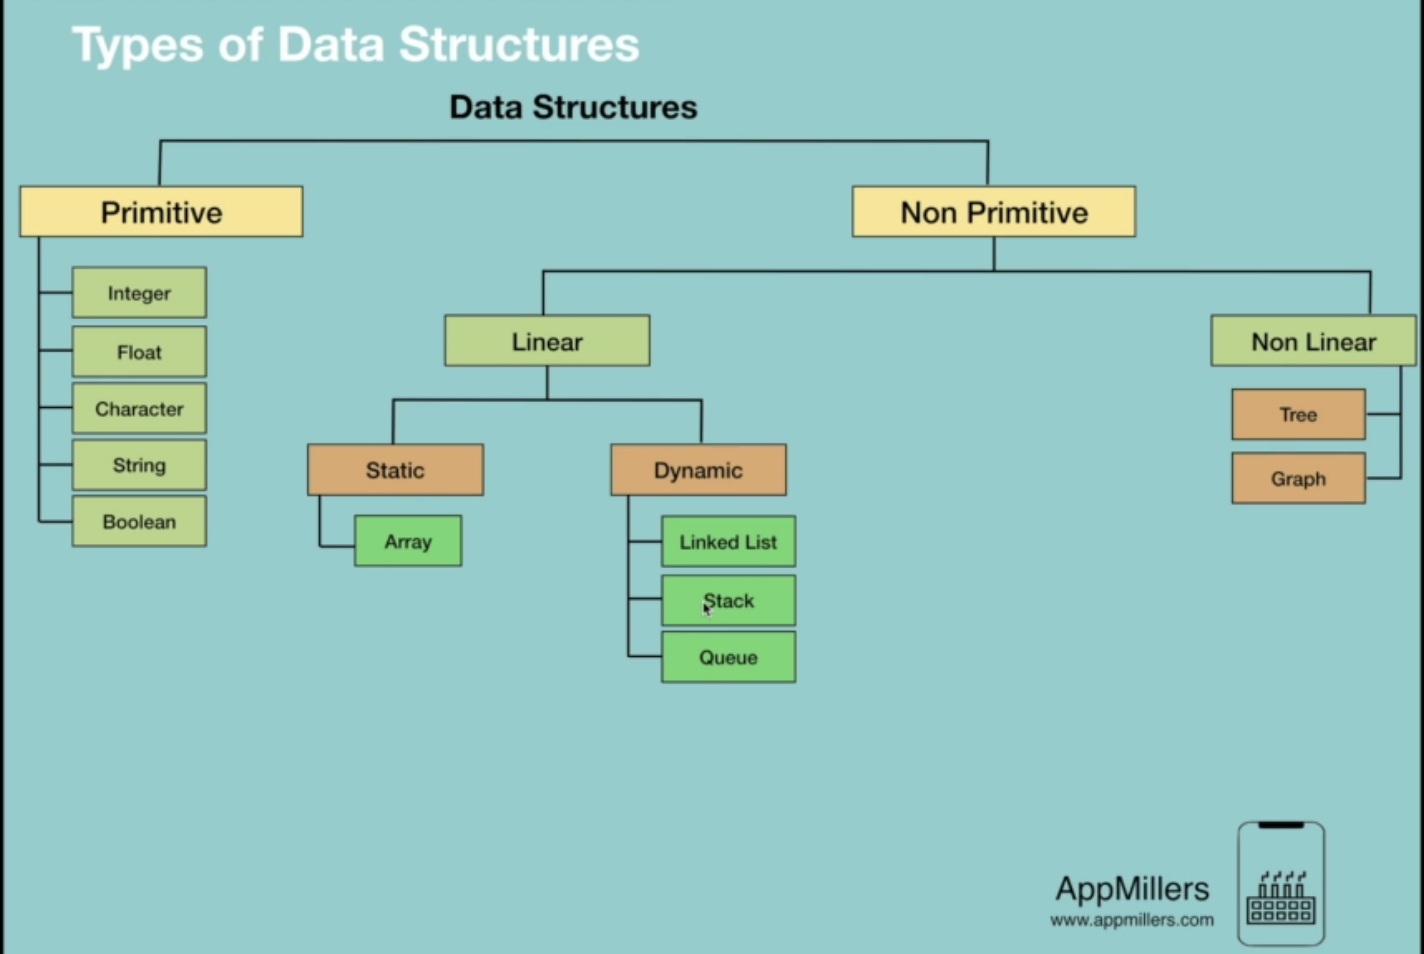 Types of Data Structures
Data Structures
Primitive
Non Primitive
Integer
Float
Character
String
Boolean
Linear
Non Linear
Static
Dynamic
Array
Linked List
Stack
Queue
Tree
Graph
AppMillers
www.appmillers.com